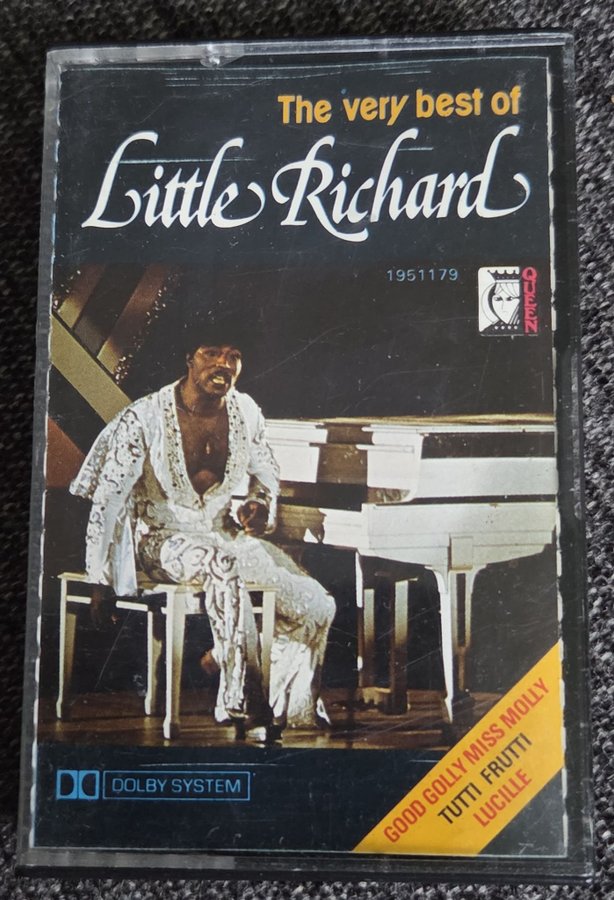 The very best of
Little Richard
1951179
QUEEN
DOLBY SYSTEM
GOOD GOLLY MISS MOLLY
TUTTI FRUTTI
LUCILLE